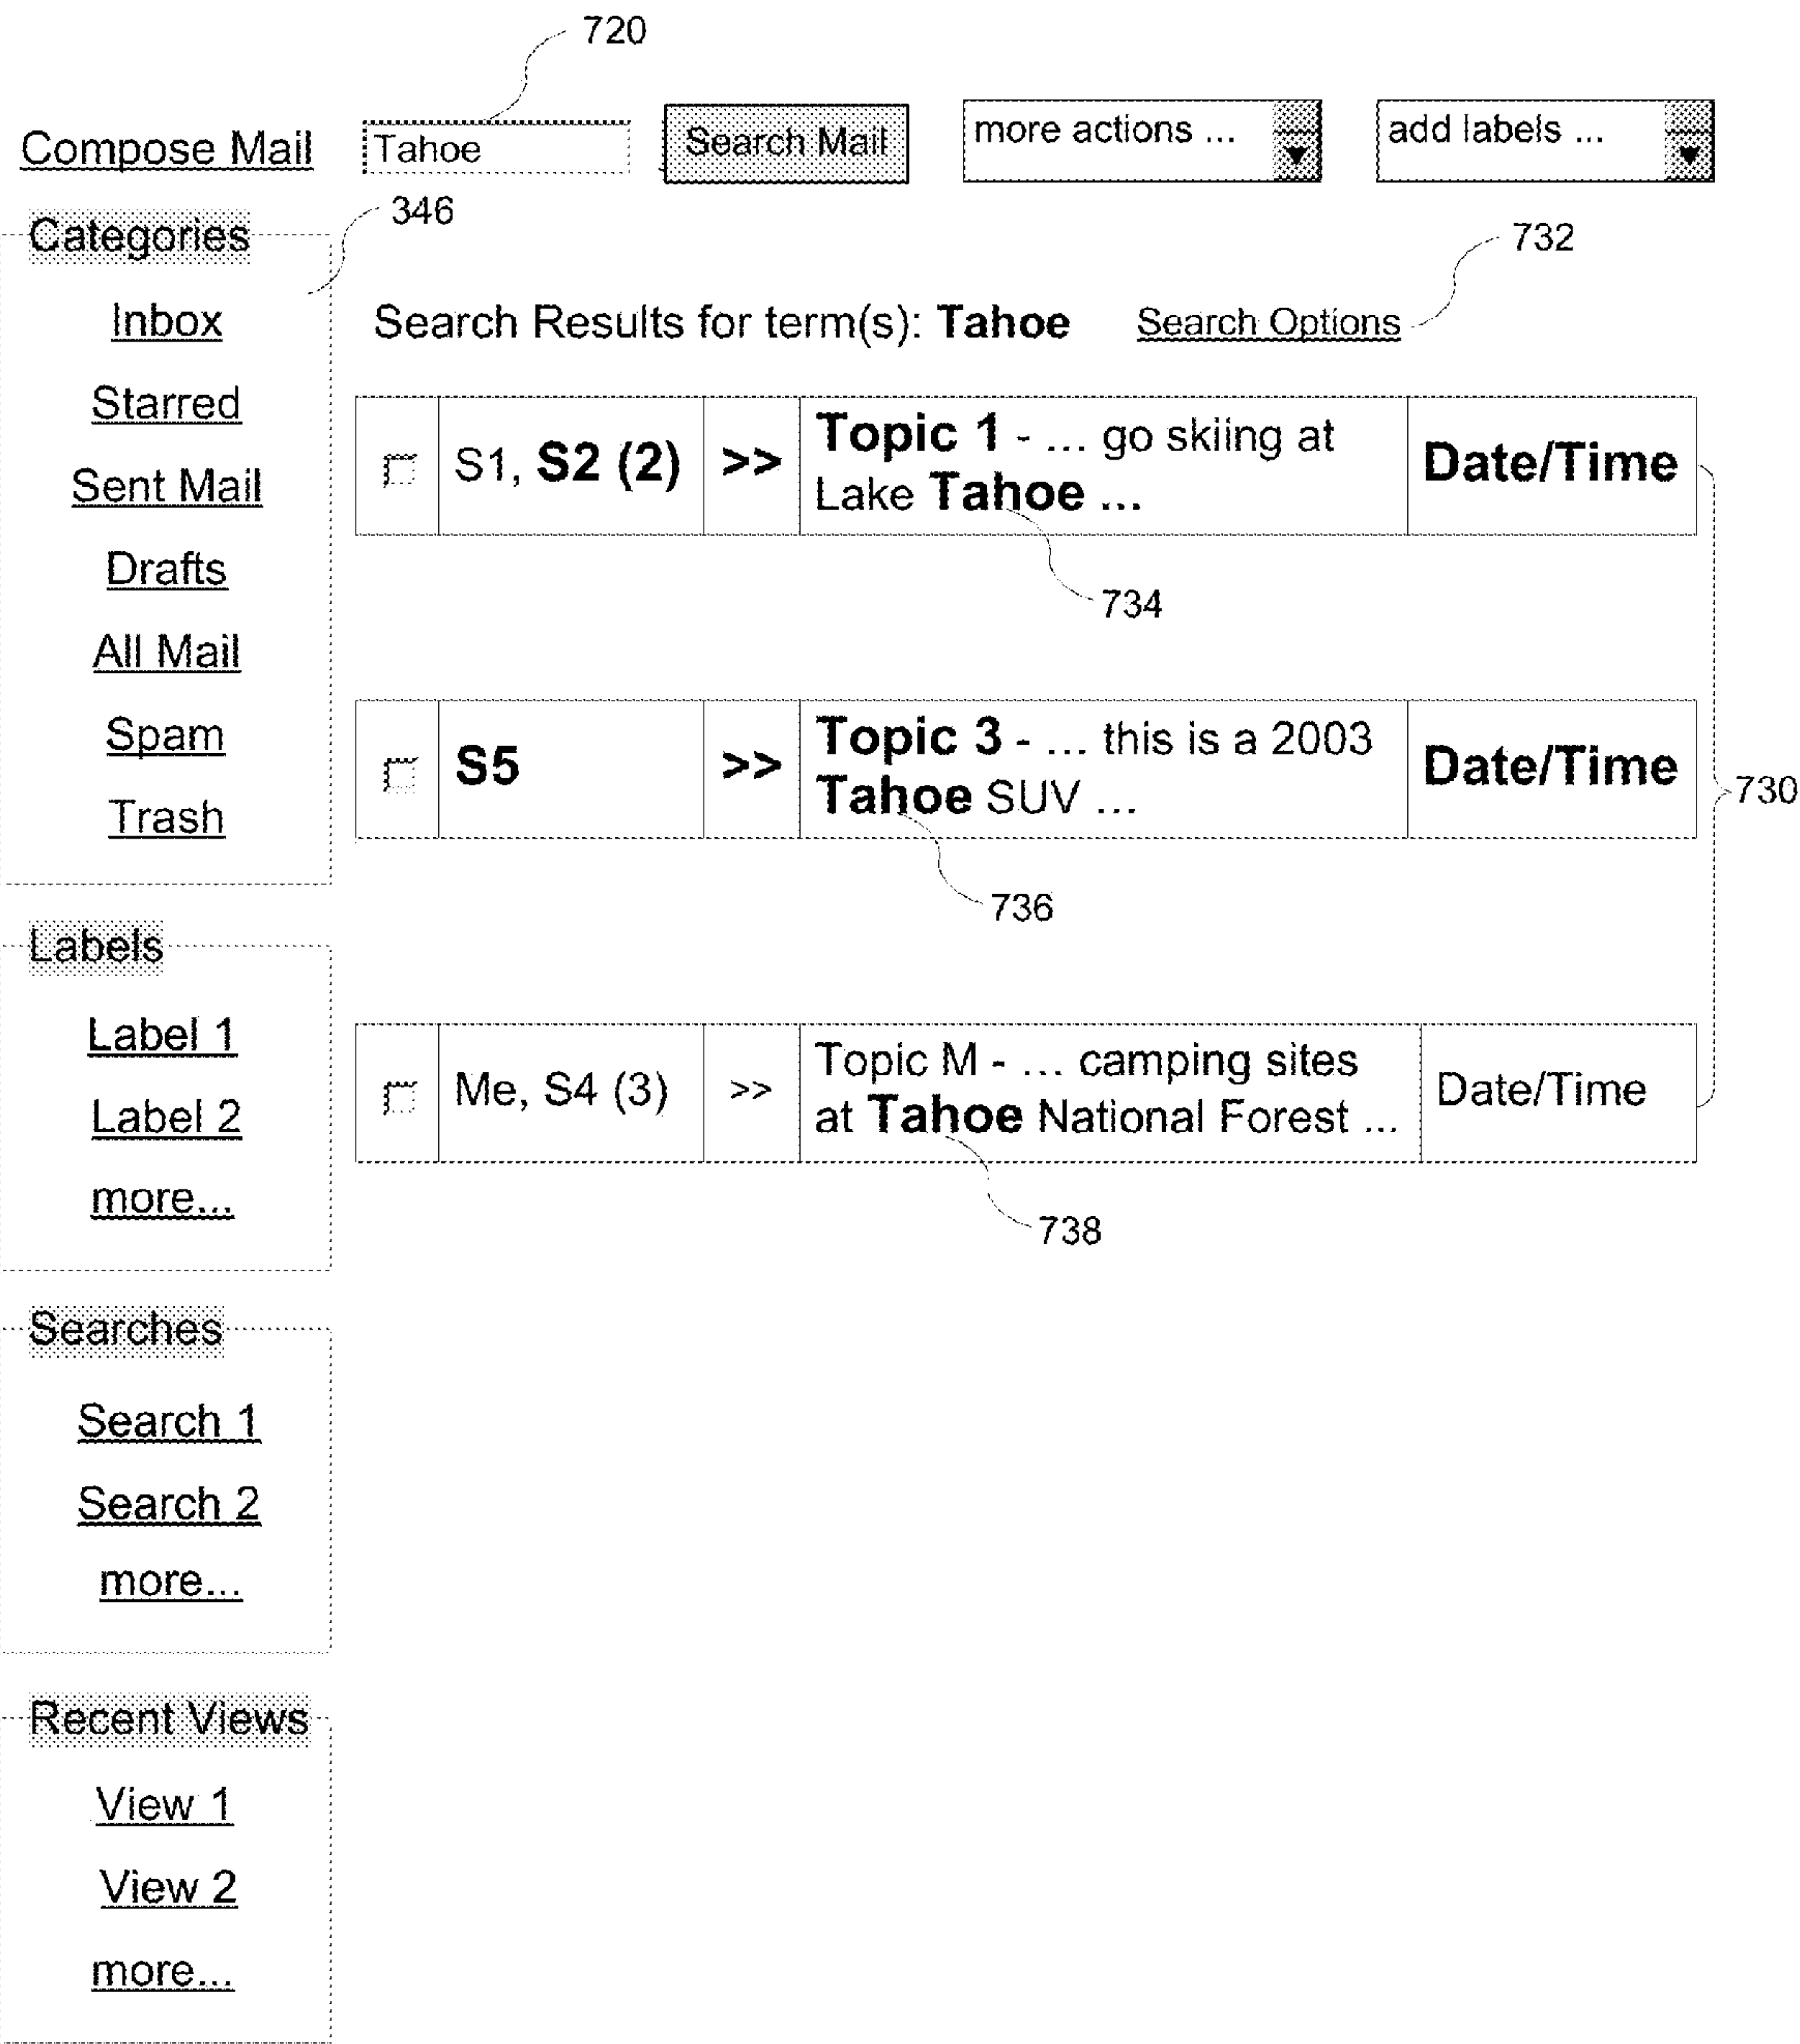 720
Compose Mail Tahoe Search Mail more actions ... add labels ...
346
732
Categories
Inbox
Starred
Sent Mail
Drafts
All Mail
Spam
Trash
Search Results for term(s): Tahoe Search Options
S1, S2 (2) >> Topic 1 - ... go skiing at
Lake Tahoe ...
Date/Time
734
S5 >> Topic 3 - ... this is a 2003
Tahoe SUV ...
Date/Time
730
736
Me, S4 (3) >> Topic M - ... camping sites
at Tahoe National Forest ...
Date/Time
738
Labels
Label 1
Label 2
more...
Searches
Search 1
Search 2
more...
Recent Views
View 1
View 2
more...